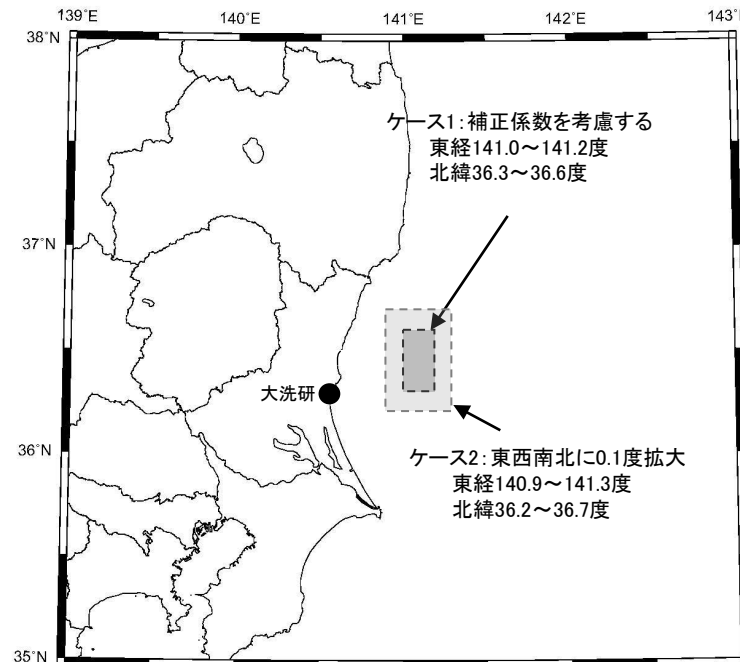 139˚E
140˚E
141˚E
142˚E
143˚
38˚N
37˚N
36˚N
35˚N
ケース1：補正係数を考慮する
東経141.0～141.2度
北緯36.3～36.6度
大洗研
ケース2：東西南北に0.1度拡大
東経140.9～141.3度
北緯36.2～36.7度